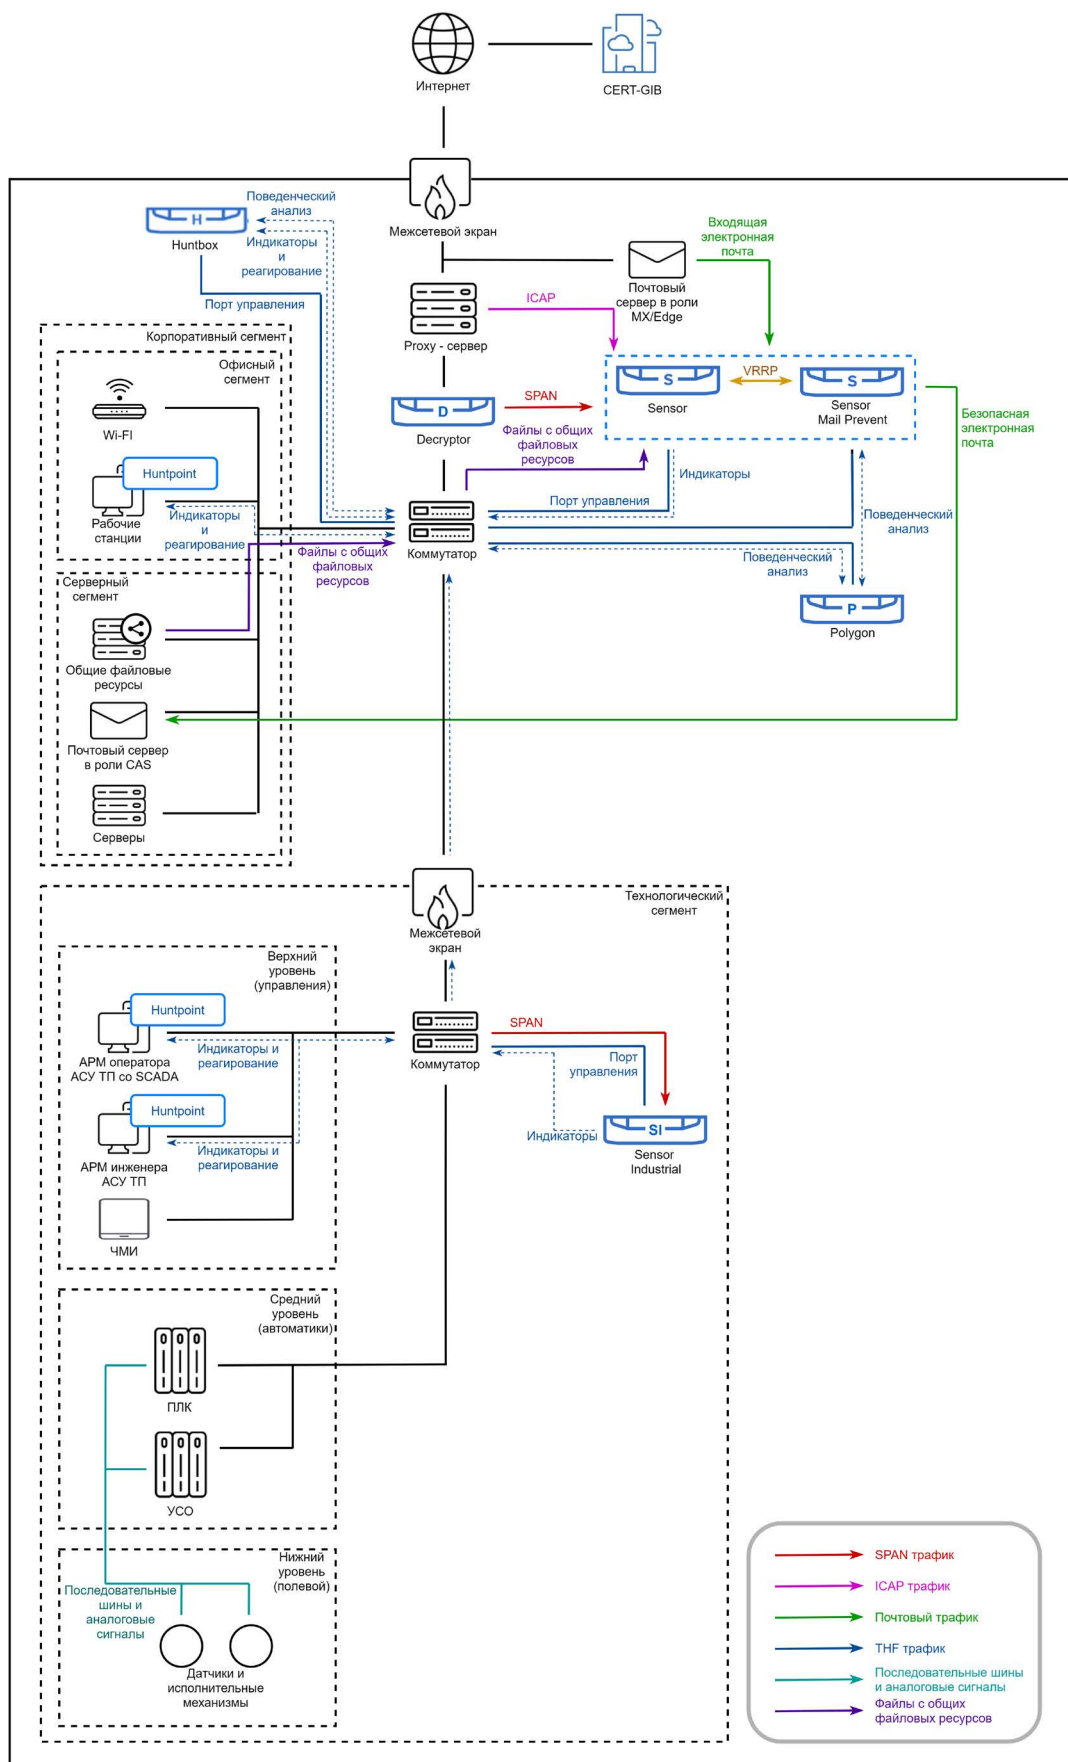 Интернет
CERT-GIB
Межсетевой экран
Поведенческий
анализ
Индикаторы
и
реагирование
H
Huntbox
Порт управления
Входящая
электронная
почта
Почтовый
сервер в роли
MX/Edge
ICAP
Proxy - сервер
Корпоративный сегмент
Офисный
сегмент
Wi-FI
Huntpoint
Рабочие
станции
Индикаторы
и
реагирование
D
Decryptor
SPAN
Файлы с общих
файловых
ресурсов
S
Sensor
VRRP
S
Sensor
Mail Prevent
Безопасная
электронная
почта
Порт управления
Индикаторы
Поведенческий
анализ
Коммутатор
Файлы с общих
файловых
ресурсов
Поведенческий
анализ
P
Polygon
Серверный
сегмент
Общие файловые
ресурсы
Почтовый сервер
в роли CAS
Серверы
Технологический
сегмент
Межсетевой
экран
Верхний
уровень
(управления)
Huntpoint
АРМ оператора
АСУ ТП со SCADA
Индикаторы и
реагирование
Коммутатор
SPAN
Порт
управления
Индикаторы
SI
Sensor
Industrial
Huntpoint
АРМ инженера
АСУ ТП
Индикаторы и
реагирование
ЧМИ
Средний
уровень
(автоматики)
ПЛК
УСО
Нижний
уровень
(полевой)
Последовательные
шины и
аналоговые
сигналы
Датчики и
исполнительные
механизмы
SPAN трафик
ICAP трафик
Почтовый трафик
THF трафик
Последовательные шины
и аналоговые сигналы
Файлы с общих
файловых ресурсов